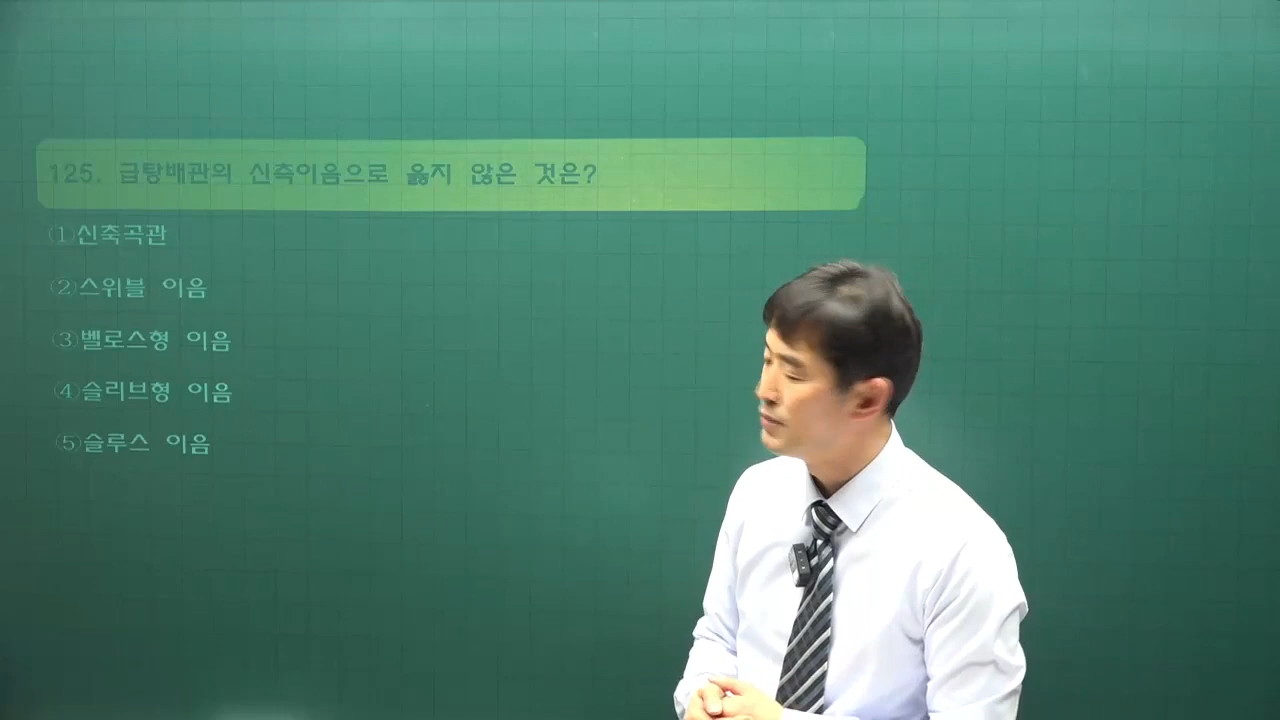 125. 급탕배관의 신축이음으로 옳지 않은 것은?
①신축곡관
②스위블 이음
③벨로스형 이음
④슬리브형 이음
⑤슬루스 이음